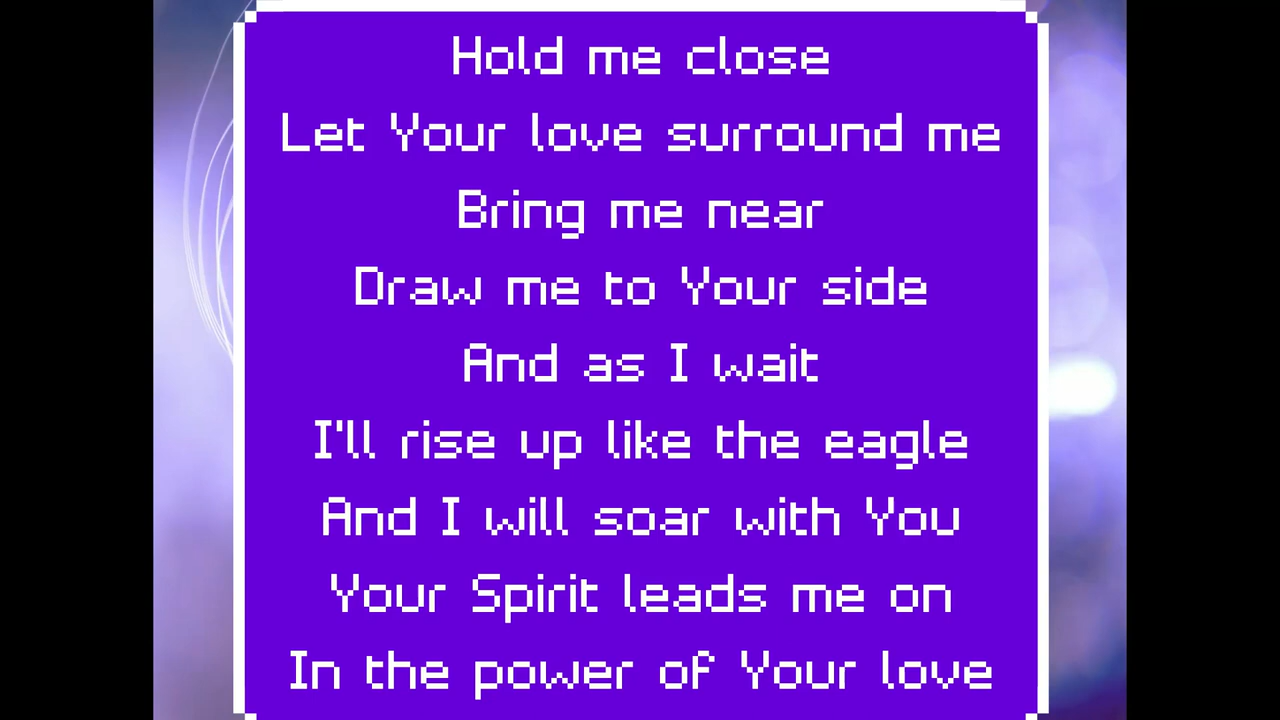 Hold me close
Let Your love surround me
Bring me near
Draw me to Your side
And as I wait
I'll rise up like the eagle
And I will soar with You
Your Spirit leads me on
In the power of Your love